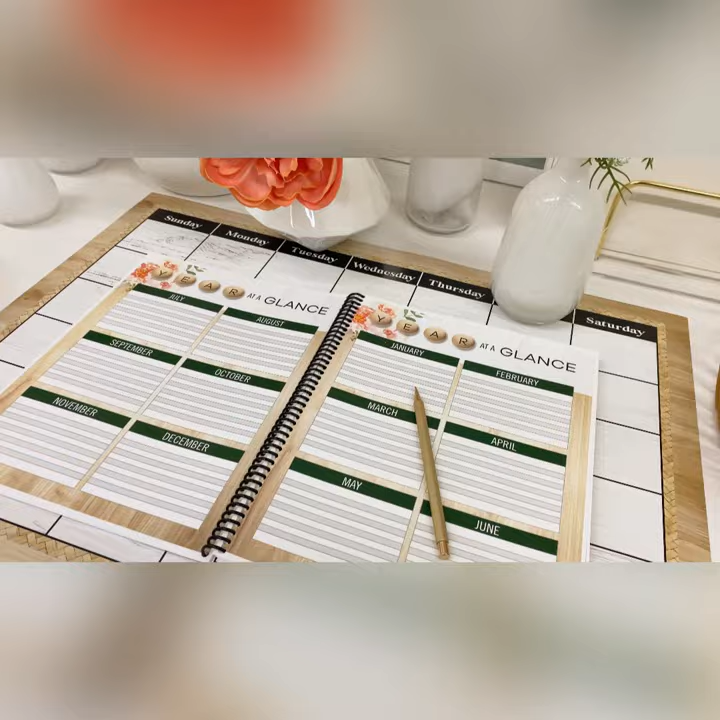 Sunday Monday Tuesday Wednesday Thursday Saturday
YEAR AT A GLANCE
JULY AUGUST
SEPTEMBER OCTOBER
NOVEMBER DECEMBER
YEAR AT A GLANCE
JANUARY FEBRUARY
MARCH APRIL
MAY JUNE